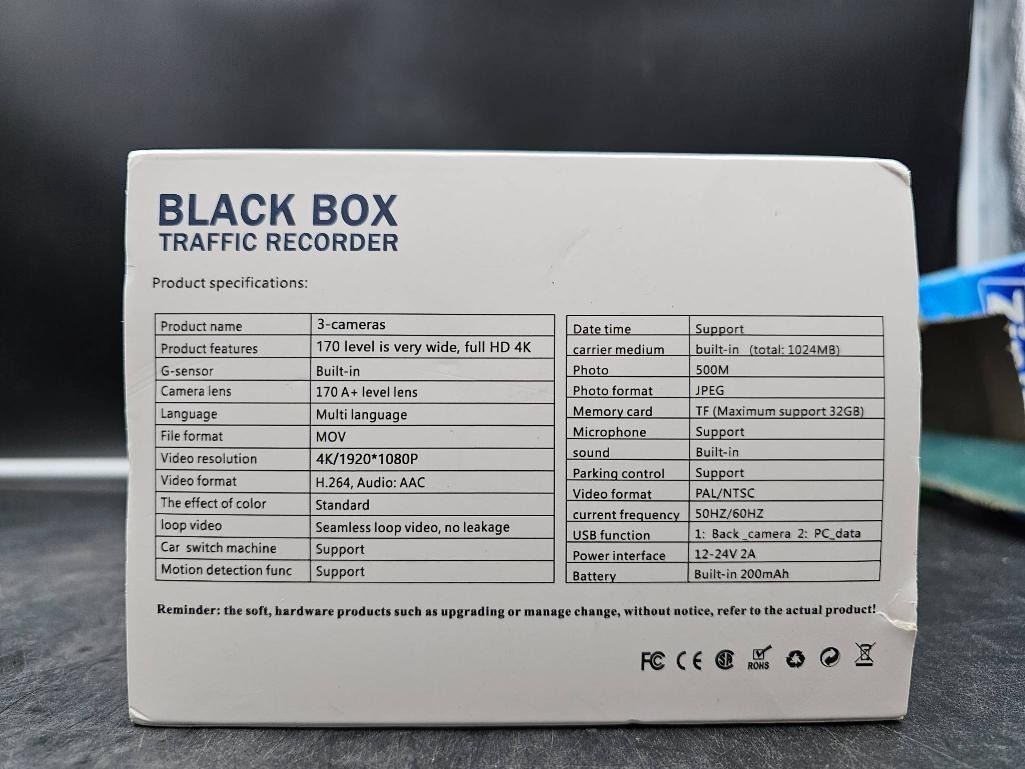 BLACK BOX
TRAFFIC RECORDER
Product specifications:
Product name 3-cameras
Product features 170 level is very wide, full HD 4K
G-sensor Built-in
Camera lens 170 A+ level lens
Language Multi language
File format MOV
Video resolution 4K/1920*1080P
Video format H.264, Audio: AAC
The effect of color Standard
loop video Seamless loop video, no leakage
Car switch machine Support
Motion detection func Support
Date time Support
carrier medium built-in (total: 1024MB)
Photo 500M
Photo format JPEG
Memory card TF (Maximum support 32GB)
Microphone Support
sound Built-in
Parking control Support
Video format PAL/NTSC
current frequency 50HZ/60HZ
USB function 1: Back_camera 2: PC_data
Power interface 12-24V 2A
Battery Built-in 200mAh
Reminder: the soft, hardware products such as upgrading or manage change, without notice, refer to the actual product!
FC CE ROHS